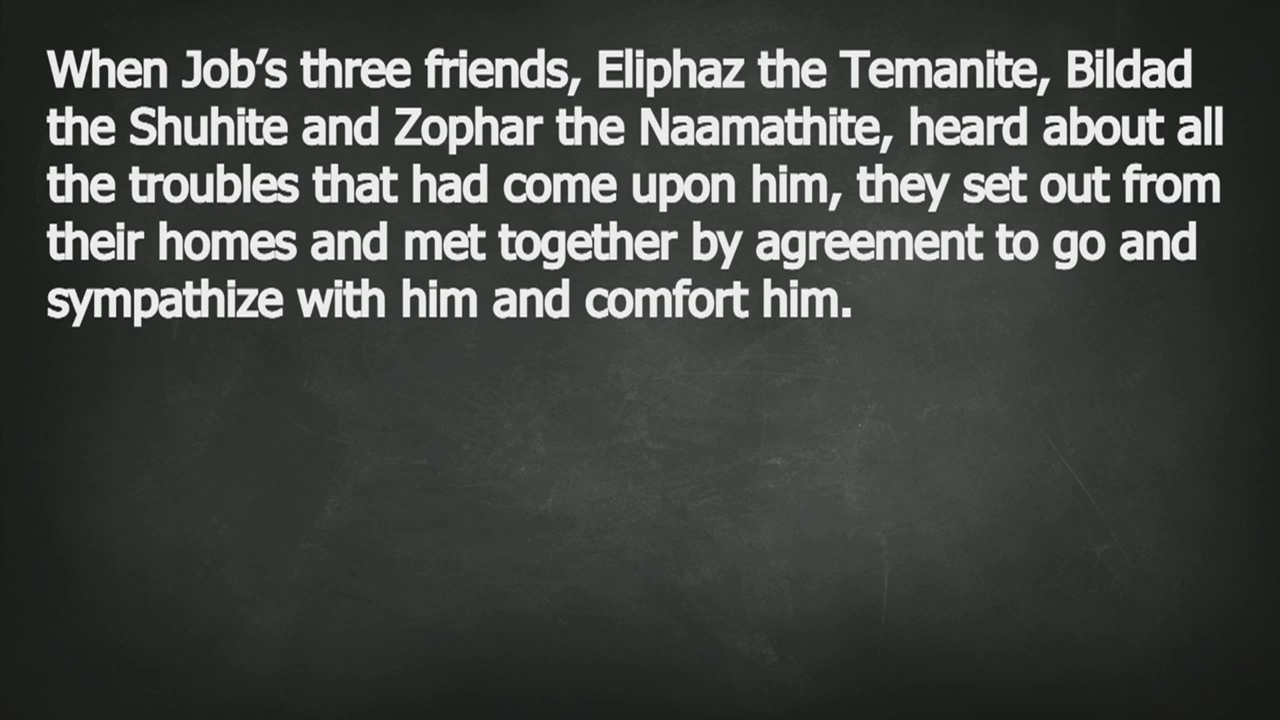 When Job’s three friends, Eliphaz the Temanite, Bildad
the Shuhite and Zophar the Naamathite, heard about all
the troubles that had come upon him, they set out from
their homes and met together by agreement to go and
sympathize with him and comfort him.